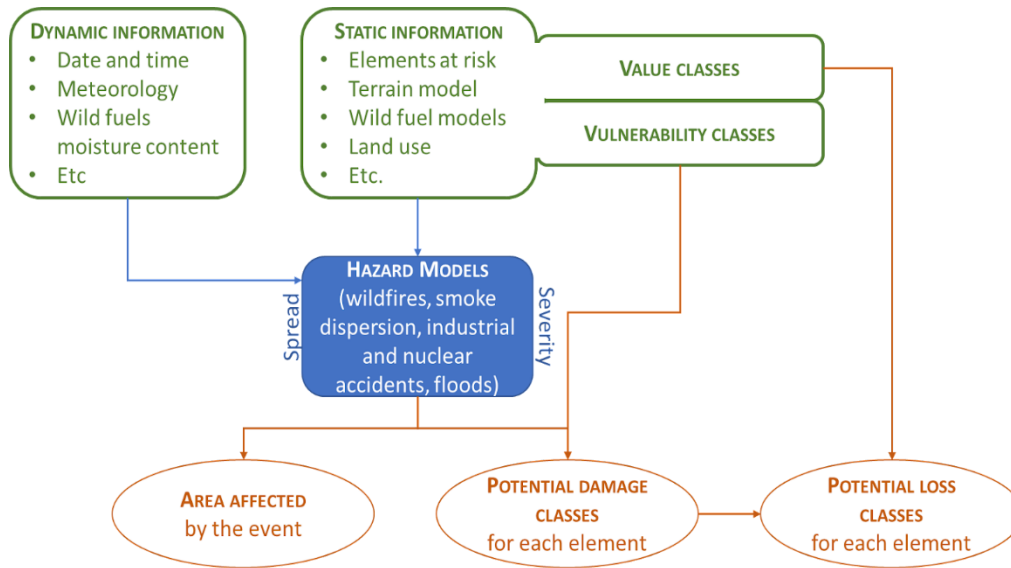 DYNAMIC INFORMATION
• Date and time
• Meteorology
• Wild fuels
moisture content
• Etc
STATIC INFORMATION
• Elements at risk
• Terrain model
• Wild fuel models
• Land use
• Etc.
VALUE CLASSES
VULNERABILITY CLASSES
Spread
HAZARD MODELS
(wildfires, smoke
dispersion, industrial
and nuclear
accidents, floods)
Severity
AREA AFFECTED
by the event
POTENTIAL DAMAGE
CLASSES
for each element
POTENTIAL LOSS
CLASSES
for each element